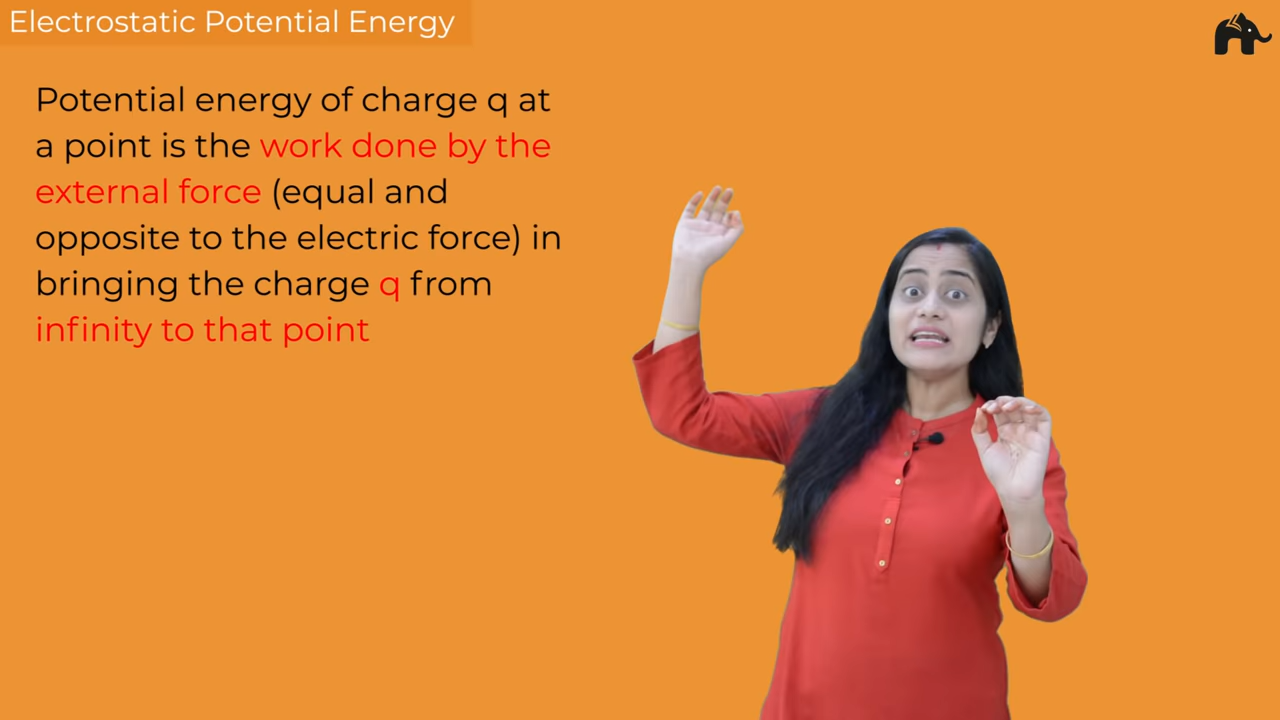 Electrostatic Potential Energy
Potential energy of charge q at
a point is the work done by the
external force (equal and
opposite to the electric force) in
bringing the charge q from
infinity to that point